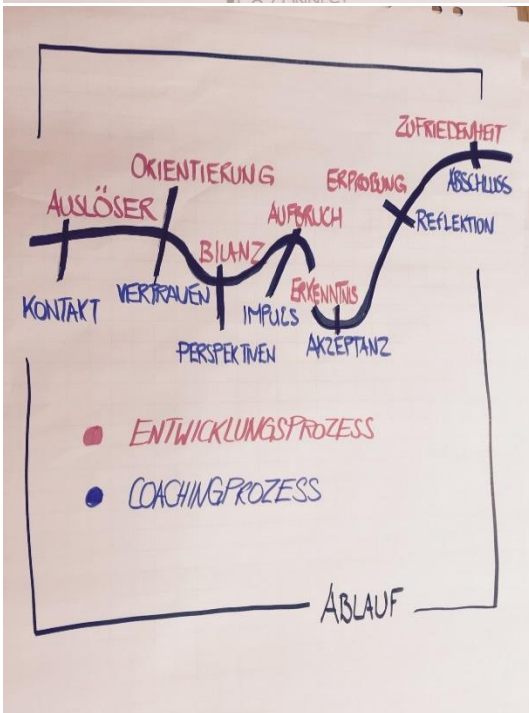 ZUFRIEDENHEIT
ORIENTIERUNG
ERPROBUNG
ABSCHLUSS
AUSLÖSER
AUFBRUCH
REFLEKTION
BILANZ
KONTAKT
VERTRAUEN
IMPULS
ERKENNTNIS
PERSPEKTIVEN
AKZEPTANZ
ENTWICKLUNGSPROZESS
COACHINGPROZESS
ABLAUF